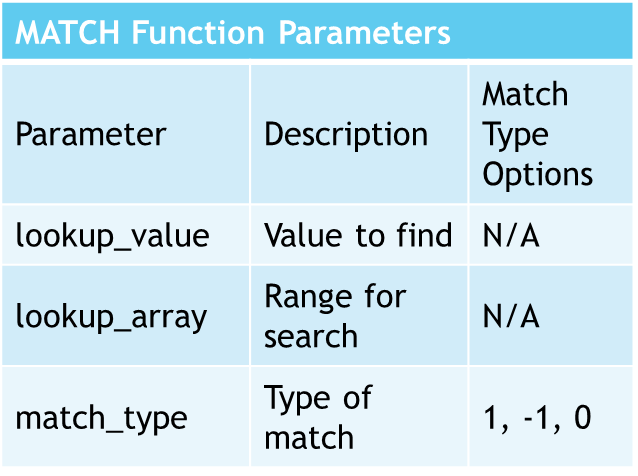 MATCH Function Parameters
Parameter
Description
Match
Type
Options
lookup_value
Value to find
N/A
lookup_array
Range for
search
N/A
match_type
Type of
match
1, -1, 0